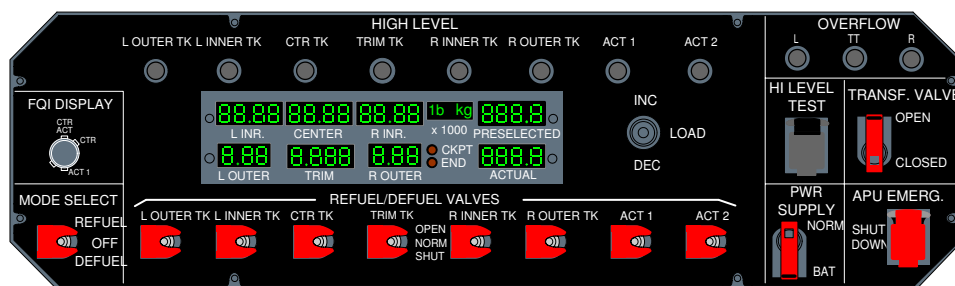 HIGH LEVEL
L OUTER TK L INNER TK CTR TK TRIM TK R INNER TK R OUTER TK ACT 1 ACT 2
OVERFLOW
L TT R
FQI DISPLAY
CTR
ACT
CTR
ACT 1
88.88 88.88 88.88 lb kg 888.8
L INR. CENTER R INR. x 1000 PRESELECTED
8.88 8.888 8.88 CKPT 888.8
END
L OUTER TRIM R OUTER ACTUAL
INC
LOAD
DEC
HI LEVEL
TEST
TRANSF. VALVE
OPEN
CLOSED
MODE SELECT
REFUEL
OFF
DEFUEL
REFUEL/DEFUEL VALVES
L OUTER TK L INNER TK CTR TK TRIM TK R INNER TK R OUTER TK ACT 1 ACT 2
OPEN
NORM
SHUT
PWR
SUPPLY
NORM
BAT
APU EMERG.
SHUT
DOWN